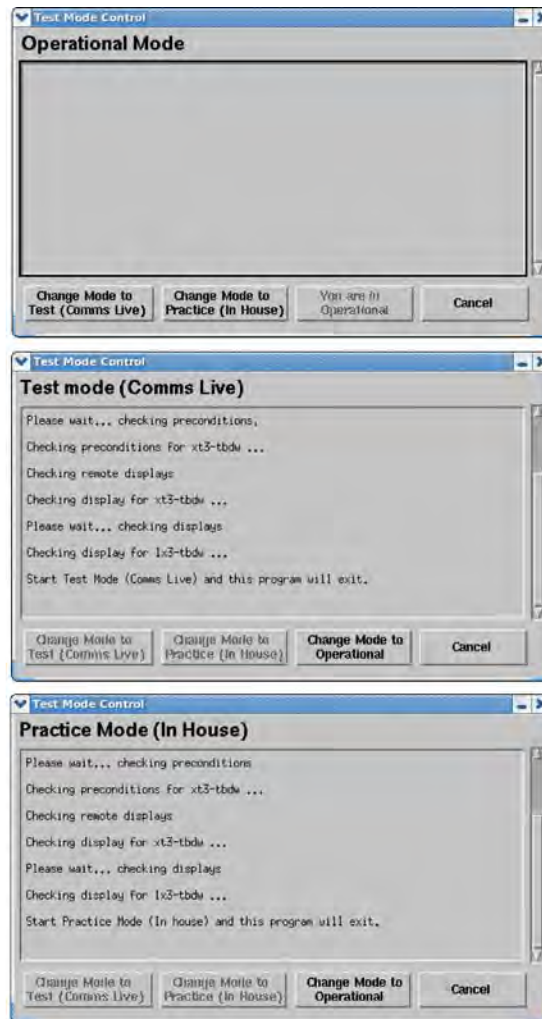 Test Mode Control
Operational Mode
Change Mode to
Test (Comms Live)
Change Mode to
Practice (In House)
You are in
Operational
Cancel
Test Mode Control
Test mode (Comms Live)
Please wait... checking preconditions,
Checking preconditions for xt3-tbdw ...
Checking remote displays
Checking display for xt3-tbdw ...
Please wait... checking displays
Checking display for lx3-tbdw ...
Start Test Mode (Comms Live) and this program will exit.
Change Mode to
Test (Comms Live)
Change Mode to
Practice (In House)
Change Mode to
Operational
Cancel
Test Mode Control
Practice Mode (In House)
Please wait... checking preconditions
Checking preconditions for xt3-tbdw ...
Checking remote displays
Checking display for xt3-tbdw ...
Please wait... checking displays
Checking display for lx3-tbdw ...
Start Practice Mode (In house) and this program will exit.
Change Mode to
Test (Comms Live)
Change Mode to
Practice (In House)
Change Mode to
Operational
Cancel